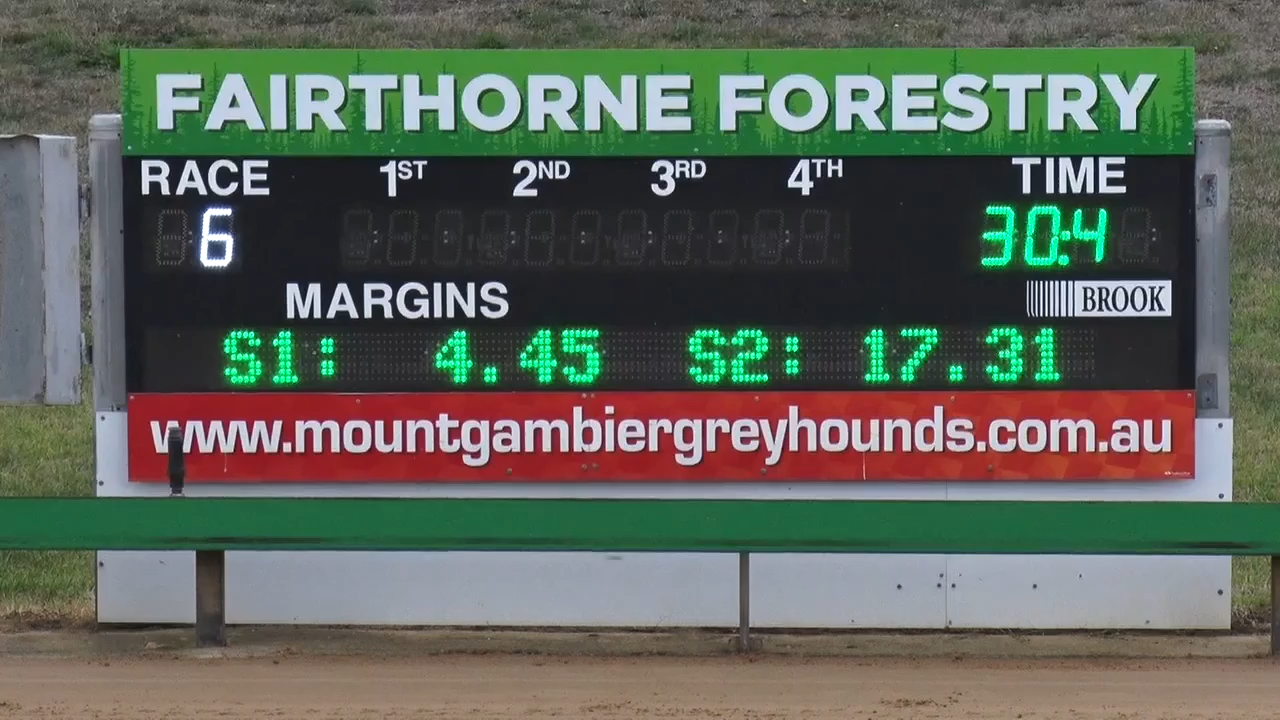 FAIRTHORNE FORESTRY
RACE 1ST 2ND 3RD 4TH TIME
6 30:4
MARGINS BROOK
S1: 4.45 S2: 17.31
www.mountgambiergreyhounds.com.au